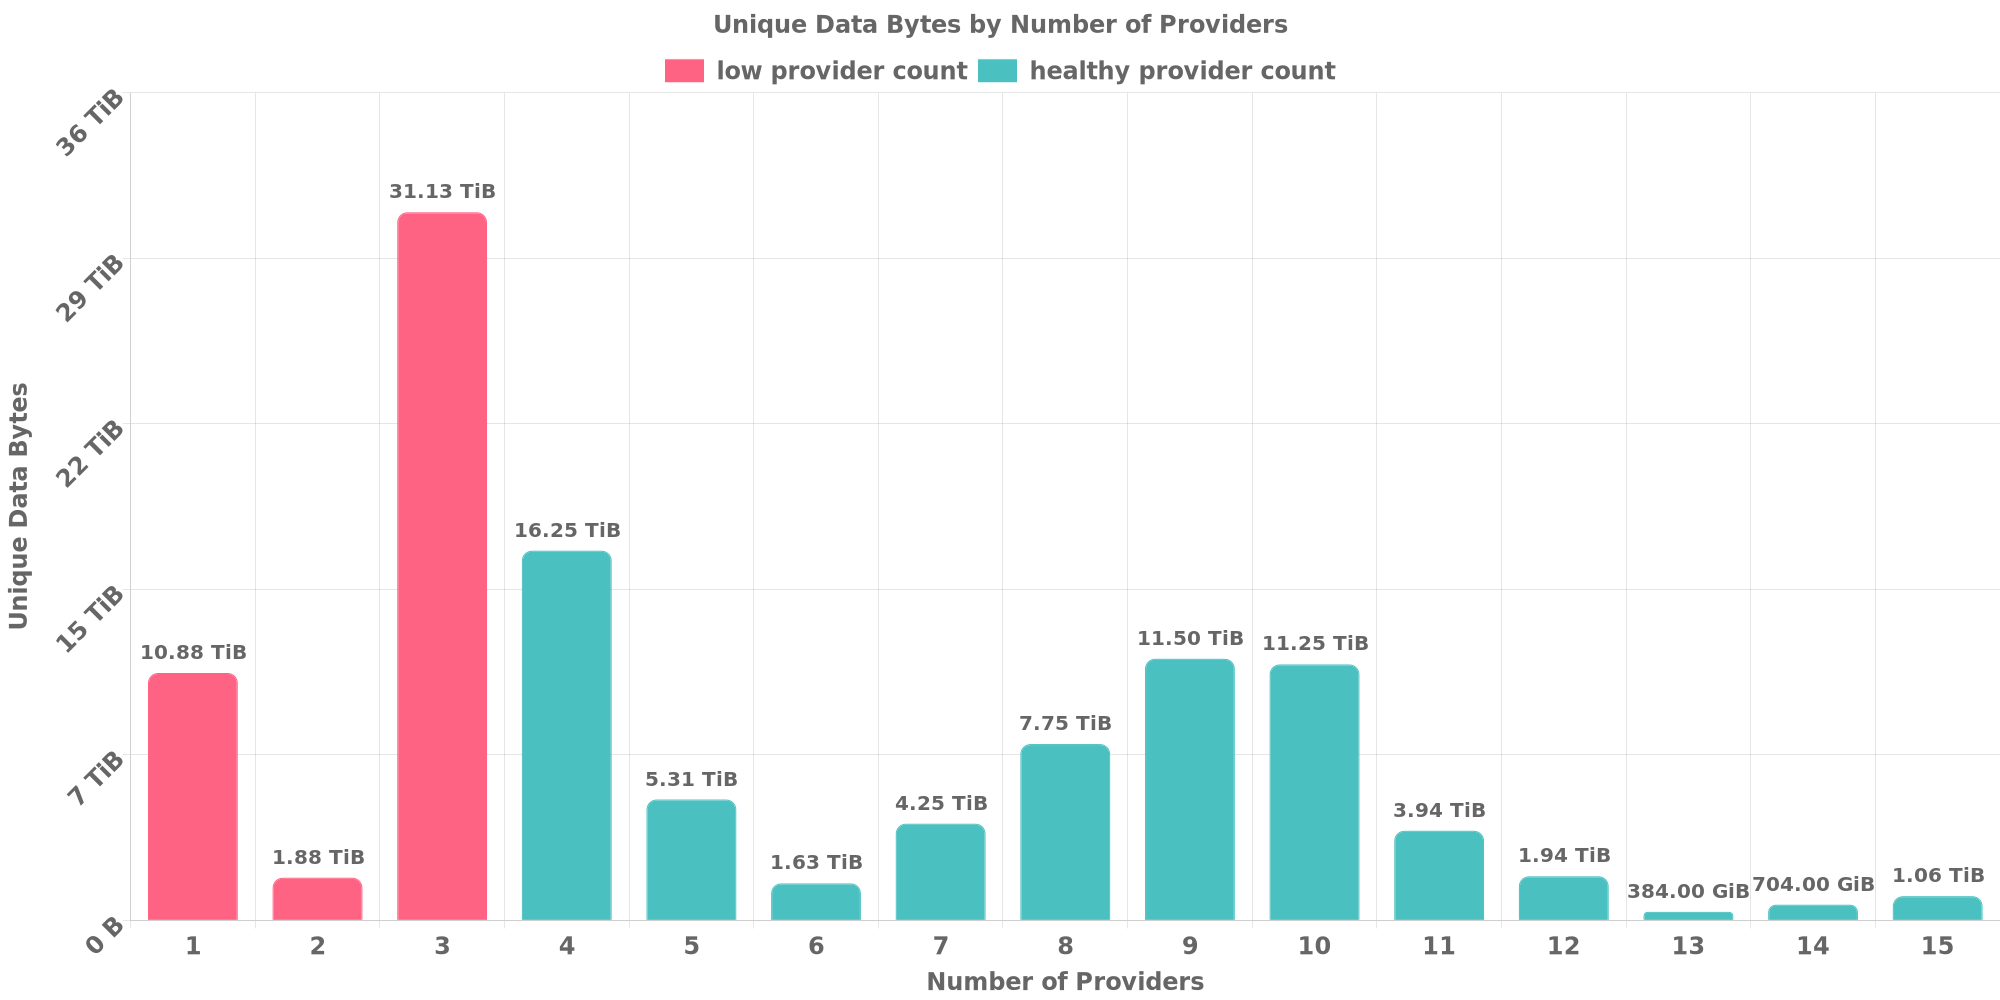 Unique Data Bytes by Number of Providers
low provider count healthy provider count
36 TiB
29 TiB
22 TiB
15 TiB
7 TiB
0 B
Unique Data Bytes
10.88 TiB
1.88 TiB
31.13 TiB
16.25 TiB
5.31 TiB
1.63 TiB
4.25 TiB
7.75 TiB
11.50 TiB
11.25 TiB
3.94 TiB
1.94 TiB
384.00 GiB
704.00 GiB
1.06 TiB
1 2 3 4 5 6 7 8 9 10 11 12 13 14 15
Number of Providers